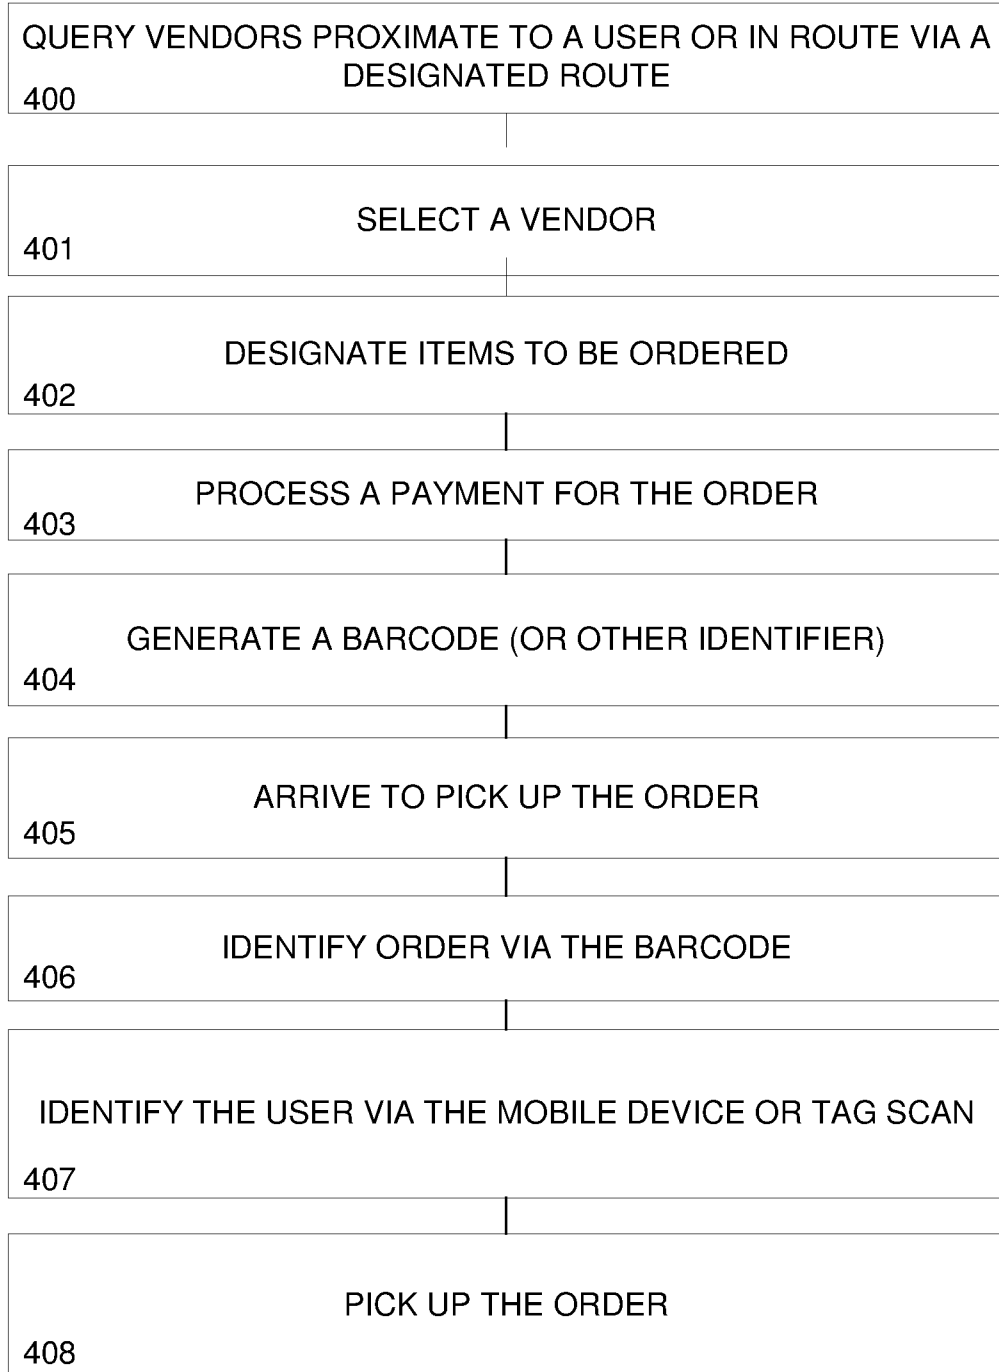 QUERY VENDORS PROXIMATE TO A USER OR IN ROUTE VIA A
DESIGNATED ROUTE
400
SELECT A VENDOR
401
DESIGNATE ITEMS TO BE ORDERED
402
PROCESS A PAYMENT FOR THE ORDER
403
GENERATE A BARCODE (OR OTHER IDENTIFIER)
404
ARRIVE TO PICK UP THE ORDER
405
IDENTIFY ORDER VIA THE BARCODE
406
IDENTIFY THE USER VIA THE MOBILE DEVICE OR TAG SCAN
407
PICK UP THE ORDER
408